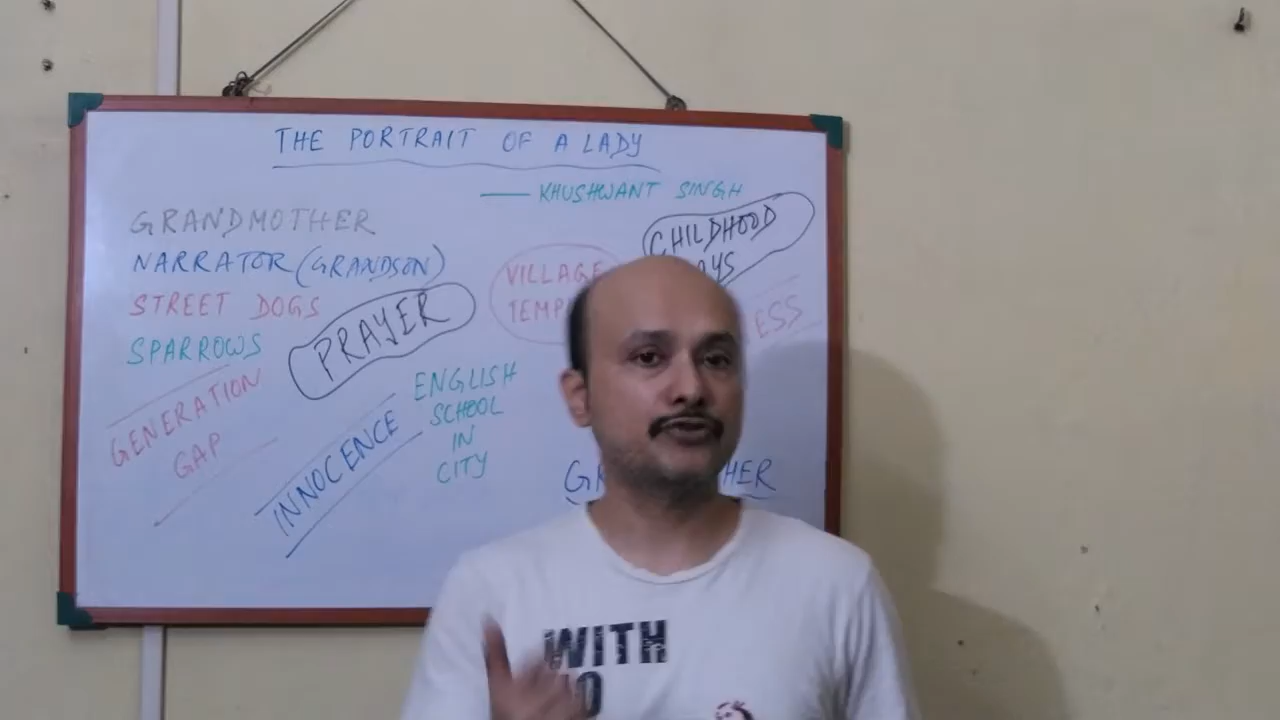 THE PORTRAIT OF A LADY
— KHUSHWANT SINGH
GRANDMOTHER
NARRATOR (GRANDSON)
STREET DOGS
SPARROWS
GENERATION
GAP
PRAYER
INNOCENCE
VILLAGE
ENGLISH
SCHOOL
IN
CITY
CHILDHOOD
WITH